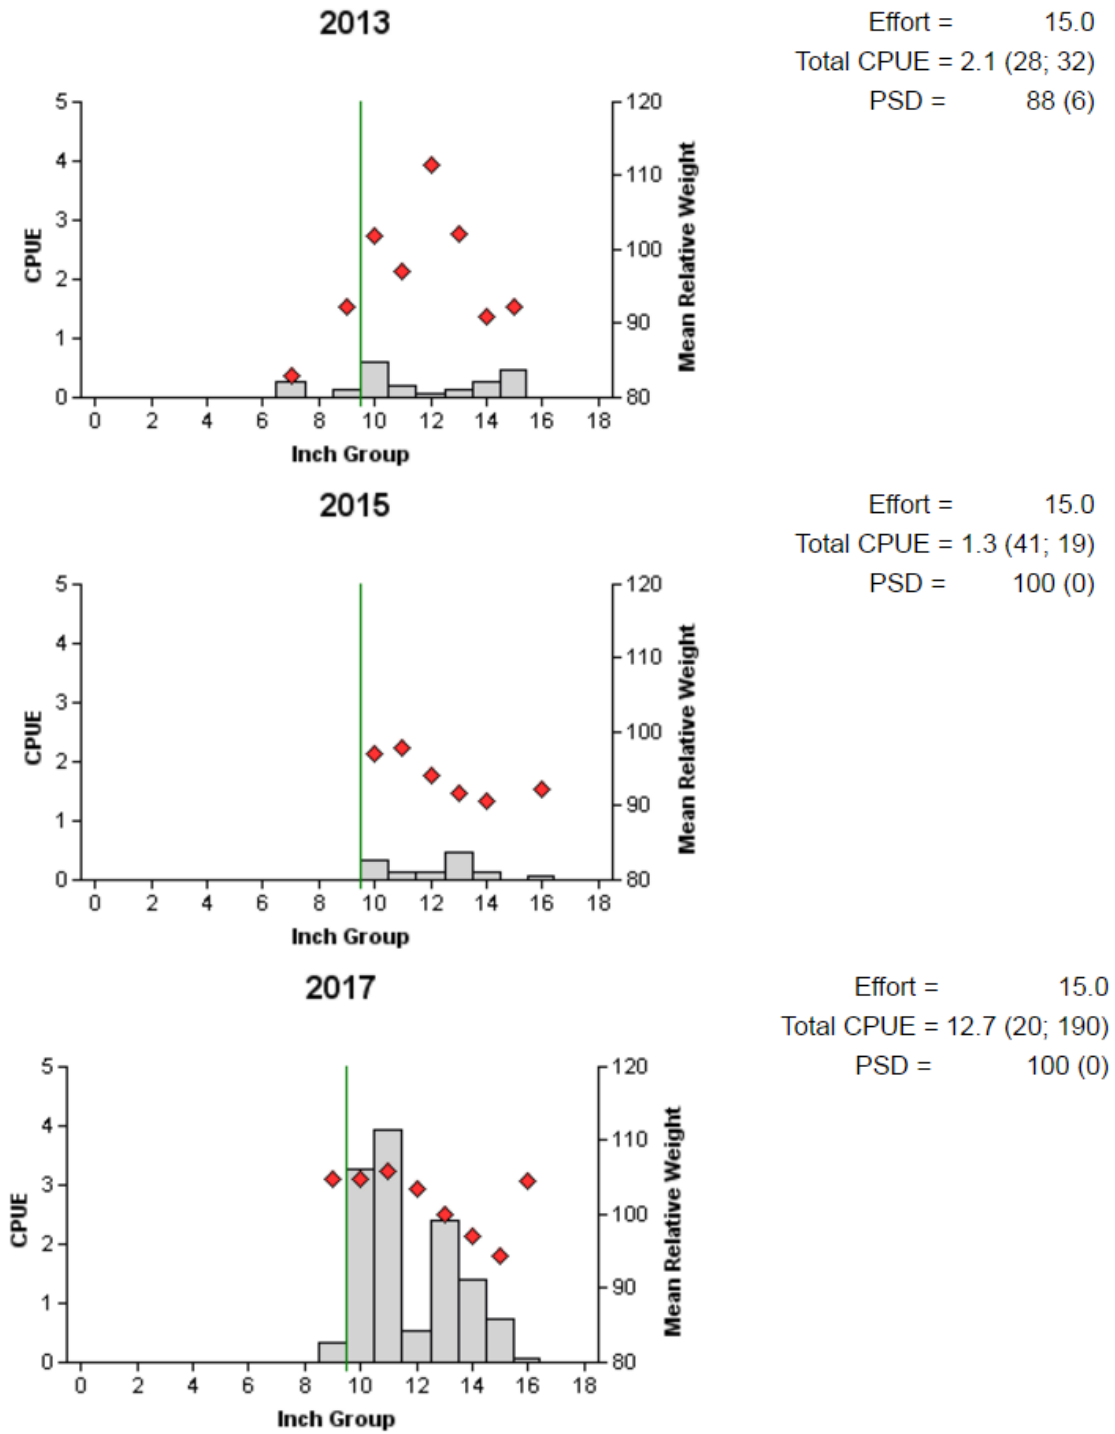 2013
Effort = 15.0
Total CPUE = 2.1 (28; 32)
PSD = 88 (6)
5 120
4 110
3 100
2 90
1 80
0
CPUE
Mean Relative Weight
0 2 4 6 8 10 12 14 16 18
Inch Group
2015
Effort = 15.0
Total CPUE = 1.3 (41; 19)
PSD = 100 (0)
5 120
4 110
3 100
2 90
1 80
0
CPUE
Mean Relative Weight
0 2 4 6 8 10 12 14 16 18
Inch Group
2017
Effort = 15.0
Total CPUE = 12.7 (20; 190)
PSD = 100 (0)
5 120
4 110
3 100
2 90
1 80
0
CPUE
Mean Relative Weight
0 2 4 6 8 10 12 14 16 18
Inch Group